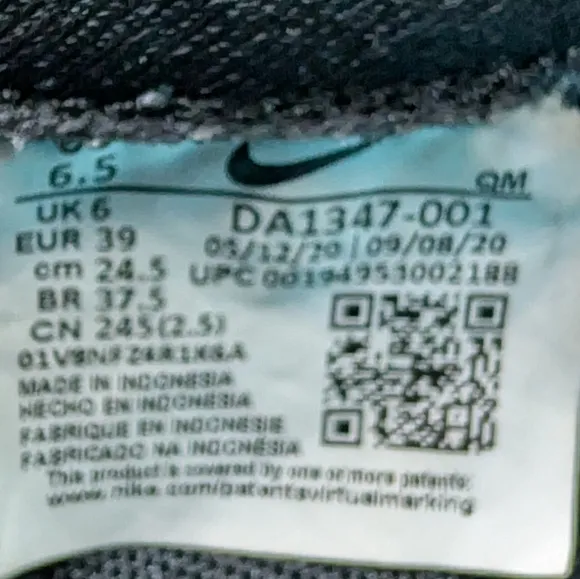 6.5
QM
UK 6
DA1347-001
EUR 39
05/12/20 | 09/08/20
cm 24.5
UPC 00194953002188
BR 37.5
CN 245(2.5)
MADE IN INDONESIA
HECHO EN INDONESIA
FABRIQUE EN INDONESIE
FABRICADO NA INDONÉSIA
This product is covered by one or more patents:
www.nike.com/patentsvirtualmarking